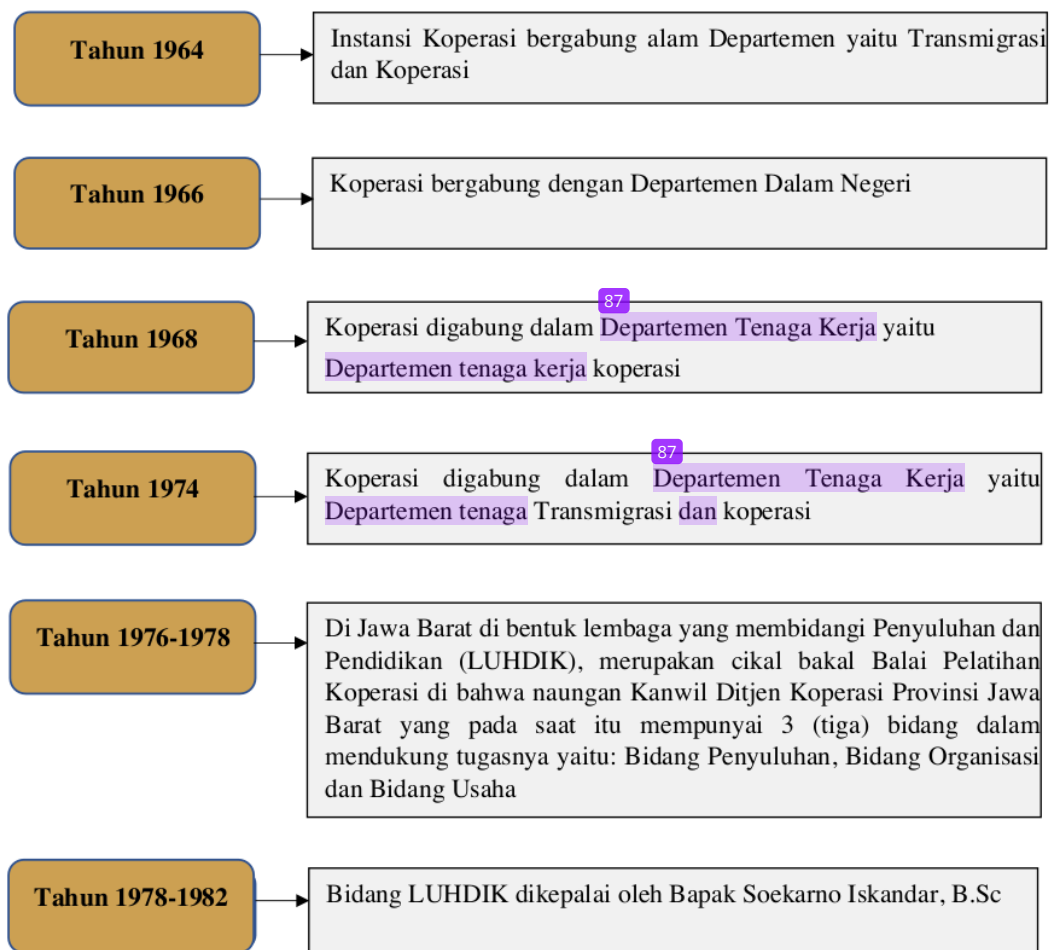 Tahun 1964
Instansi Koperasi bergabung alam Departemen yaitu Transmigrasi
dan Koperasi
Tahun 1966
Koperasi bergabung dengan Departemen Dalam Negeri
87
Tahun 1968
Koperasi digabung dalam Departemen Tenaga Kerja yaitu
Departemen tenaga kerja koperasi
87
Tahun 1974
Koperasi digabung dalam Departemen Tenaga Kerja yaitu
Departemen tenaga Transmigrasi dan koperasi
Tahun 1976-1978
Di Jawa Barat di bentuk lembaga yang membidangi Penyuluhan dan
Pendidikan (LUHDIK), merupakan cikal bakal Balai Pelatihan
Koperasi di bahwa naungan Kanwil Ditjen Koperasi Provinsi Jawa
Barat yang pada saat itu mempunyai 3 (tiga) bidang dalam
mendukung tugasnya yaitu: Bidang Penyuluhan, Bidang Organisasi
dan Bidang Usaha
Tahun 1978-1982
Bidang LUHDIK dikepalai oleh Bapak Soekarno Iskandar, B.Sc